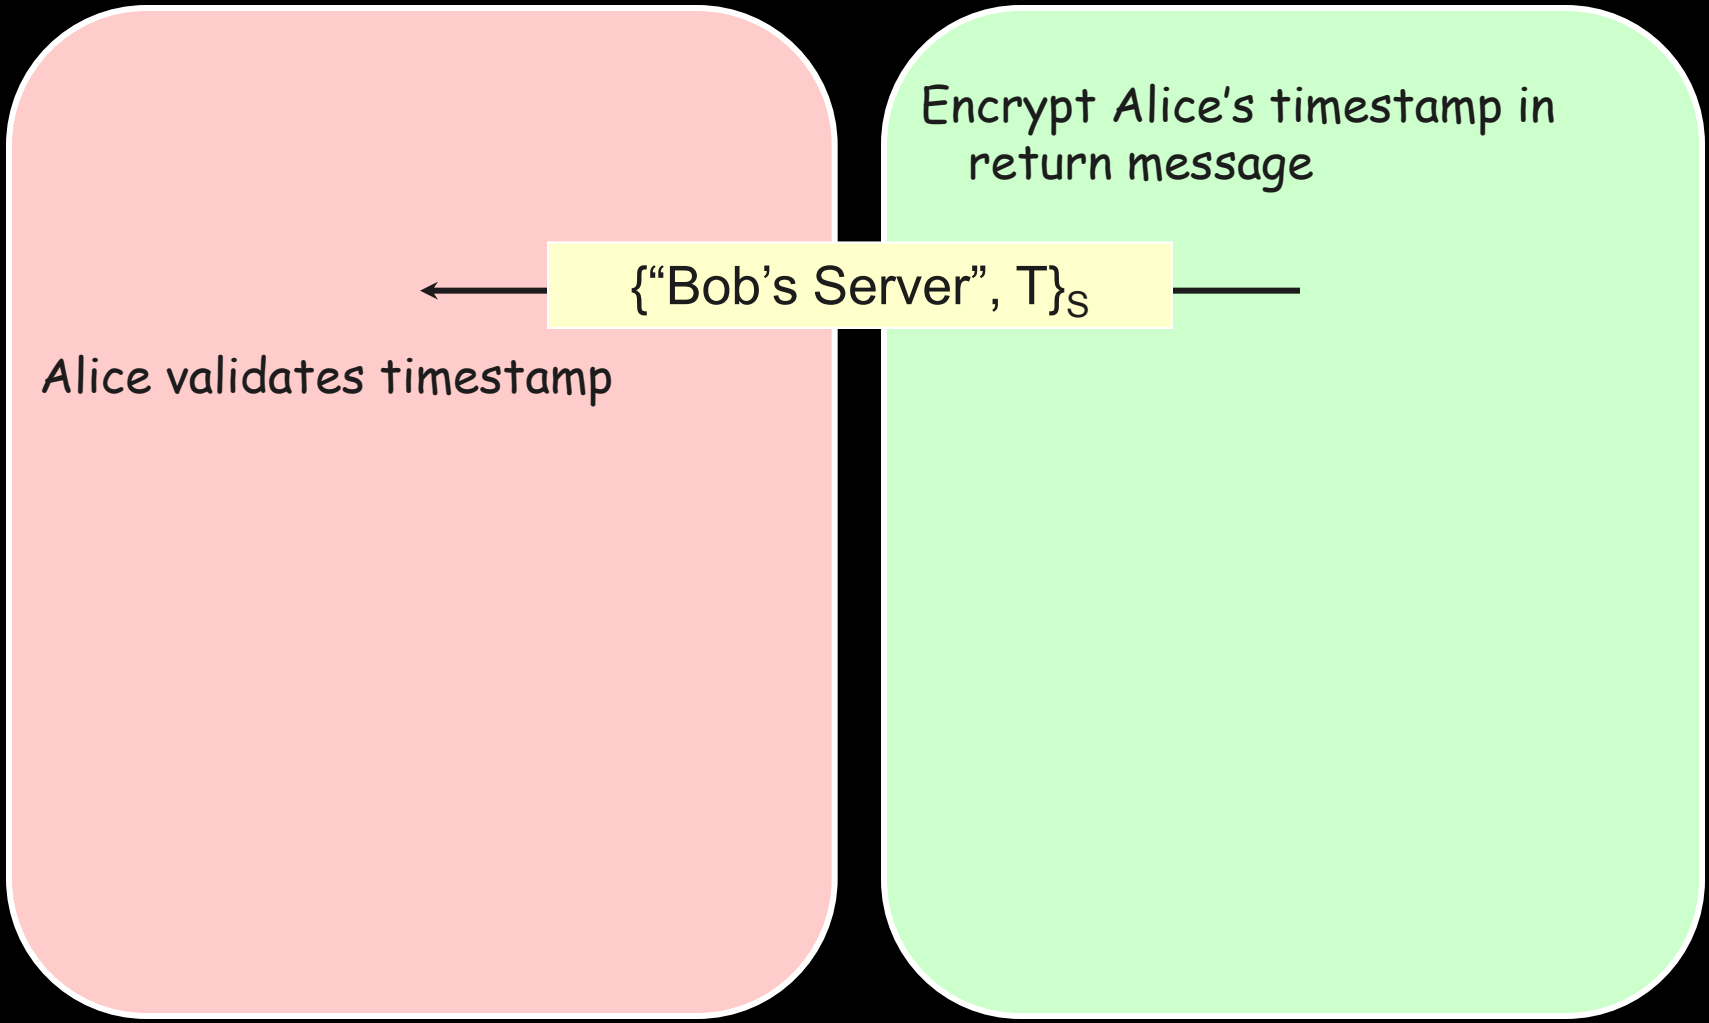 Encrypt Alice’s timestamp in
return message
{“Bob’s Server”, T}S
Alice validates timestamp